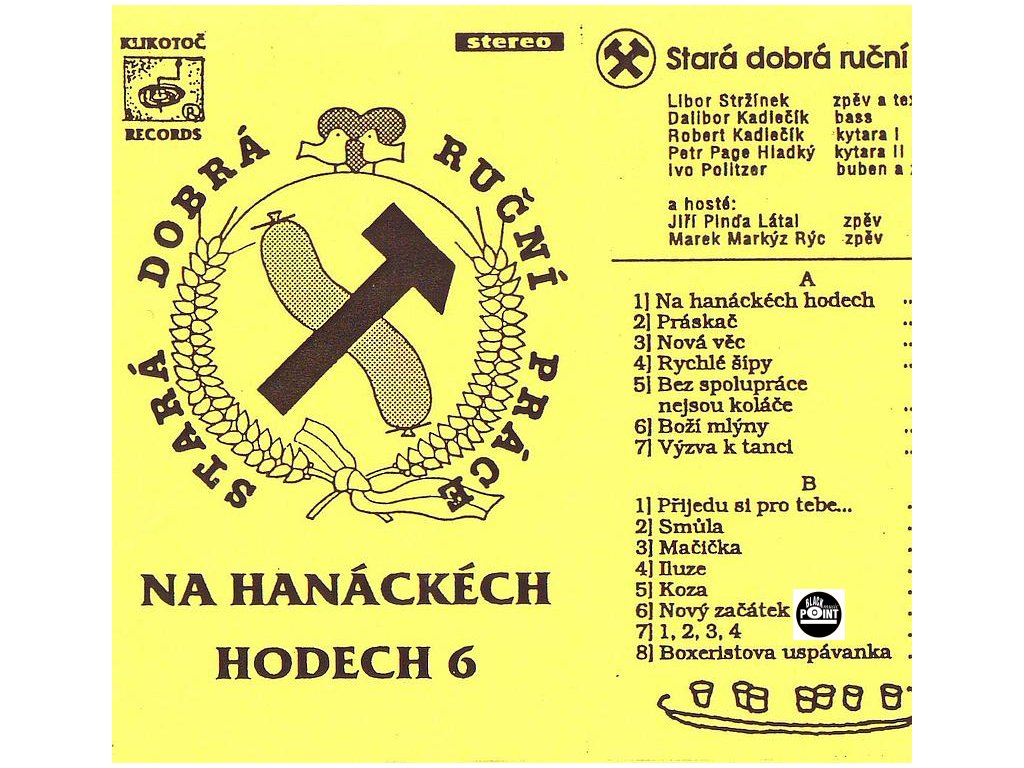 KLIKOTOČ
RECORDS
stereo
STARÁ DOBRÁ RUČNÍ PRÁCE
NA HANÁCKÉCH
HODECH 6
Stará dobrá ruční
Libor Stržínek zpěv a
Dalibor Kadlečík bass
Robert Kadlečík kytara I
Petr Page Hladký kytara II
Ivo Politzer buben a
a hosté:
Jiří Pinďa Látal zpěv
Marek Markýz Rýc zpěv
A
1] Na hanáckéch hodech ..
2] Práskač ..
3] Nová věc ..
4] Rychlé šípy ..
5] Bez spolupráce
nejsou koláče ..
6] Boží mlýny ..
7] Výzva k tanci ..
B
1] Přijedu si pro tebe... .
2] Smůla .
3] Mačička .
4] Iluze .
5] Koza .
6] Nový začátek
7] 1, 2, 3, 4 .
8] Boxeristova uspávanka .
BLACK
POINT